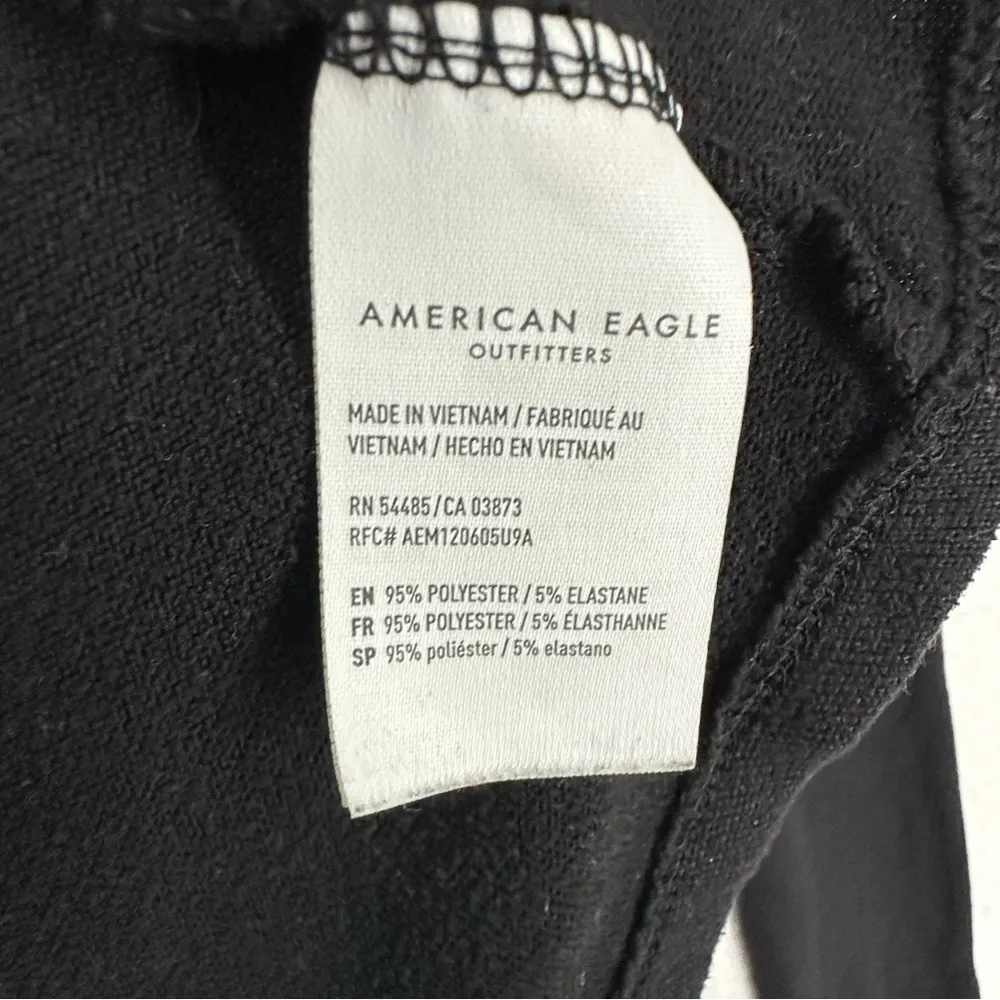 AMERICAN EAGLE
OUTFITTERS
MADE IN VIETNAM / FABRIQUÉ AU
VIETNAM / HECHO EN VIETNAM
RN 54485/CA 03873
RFC# AEM120605U9A
EN 95% POLYESTER / 5% ELASTANE
FR 95% POLYESTER / 5% ÉLASTHANNE
SP 95% poliéster / 5% elastano